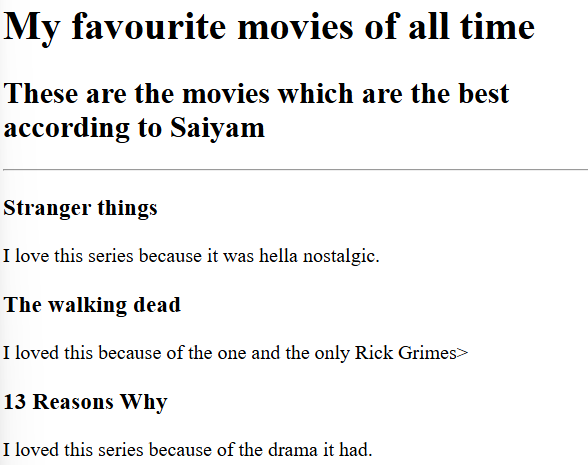 My favourite movies of all time
These are the movies which are the best
according to Saiyam
Stranger things
I love this series because it was hella nostalgic.
The walking dead
I loved this because of the one and the only Rick Grimes>
13 Reasons Why
I loved this series because of the drama it had.